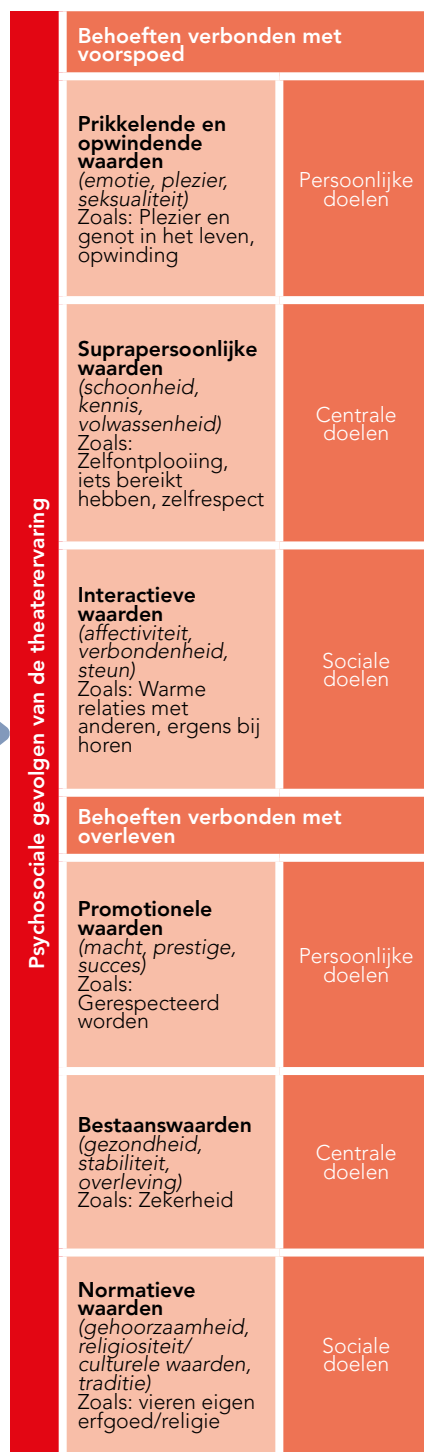 Psychosociale gevolgen van de theaterervaring
Behoeften verbonden met
voorspoed
Prikkelende en
opwindende
waarden
(emotie, plezier,
seksualiteit)
Zoals: Plezier en
genot in het leven,
opwinding
Persoonlijke
doelen
Suprapersoonlijke
waarden
(schoonheid,
kennis,
volwassenheid)
Zoals:
Zelfontplooiing,
iets bereikt
hebben, zelfrespect
Centrale
doelen
Interactieve
waarden
(affectiviteit,
verbondenheid,
steun)
Zoals: Warme
relaties met
anderen, ergens bij
horen
Sociale
doelen
Behoeften verbonden met
overleven
Promotionele
waarden
(macht, prestige,
succes)
Zoals:
Gerespecteerd
worden
Persoonlijke
doelen
Bestaanswaarden
(gezondheid,
stabiliteit,
overleving)
Zoals: Zekerheid
Centrale
doelen
Normatieve
waarden
(gehoorzaamheid,
religiositeit/
culturele waarden,
traditie)
Zoals: vieren eigen
erfgoed/religie
Sociale
doelen